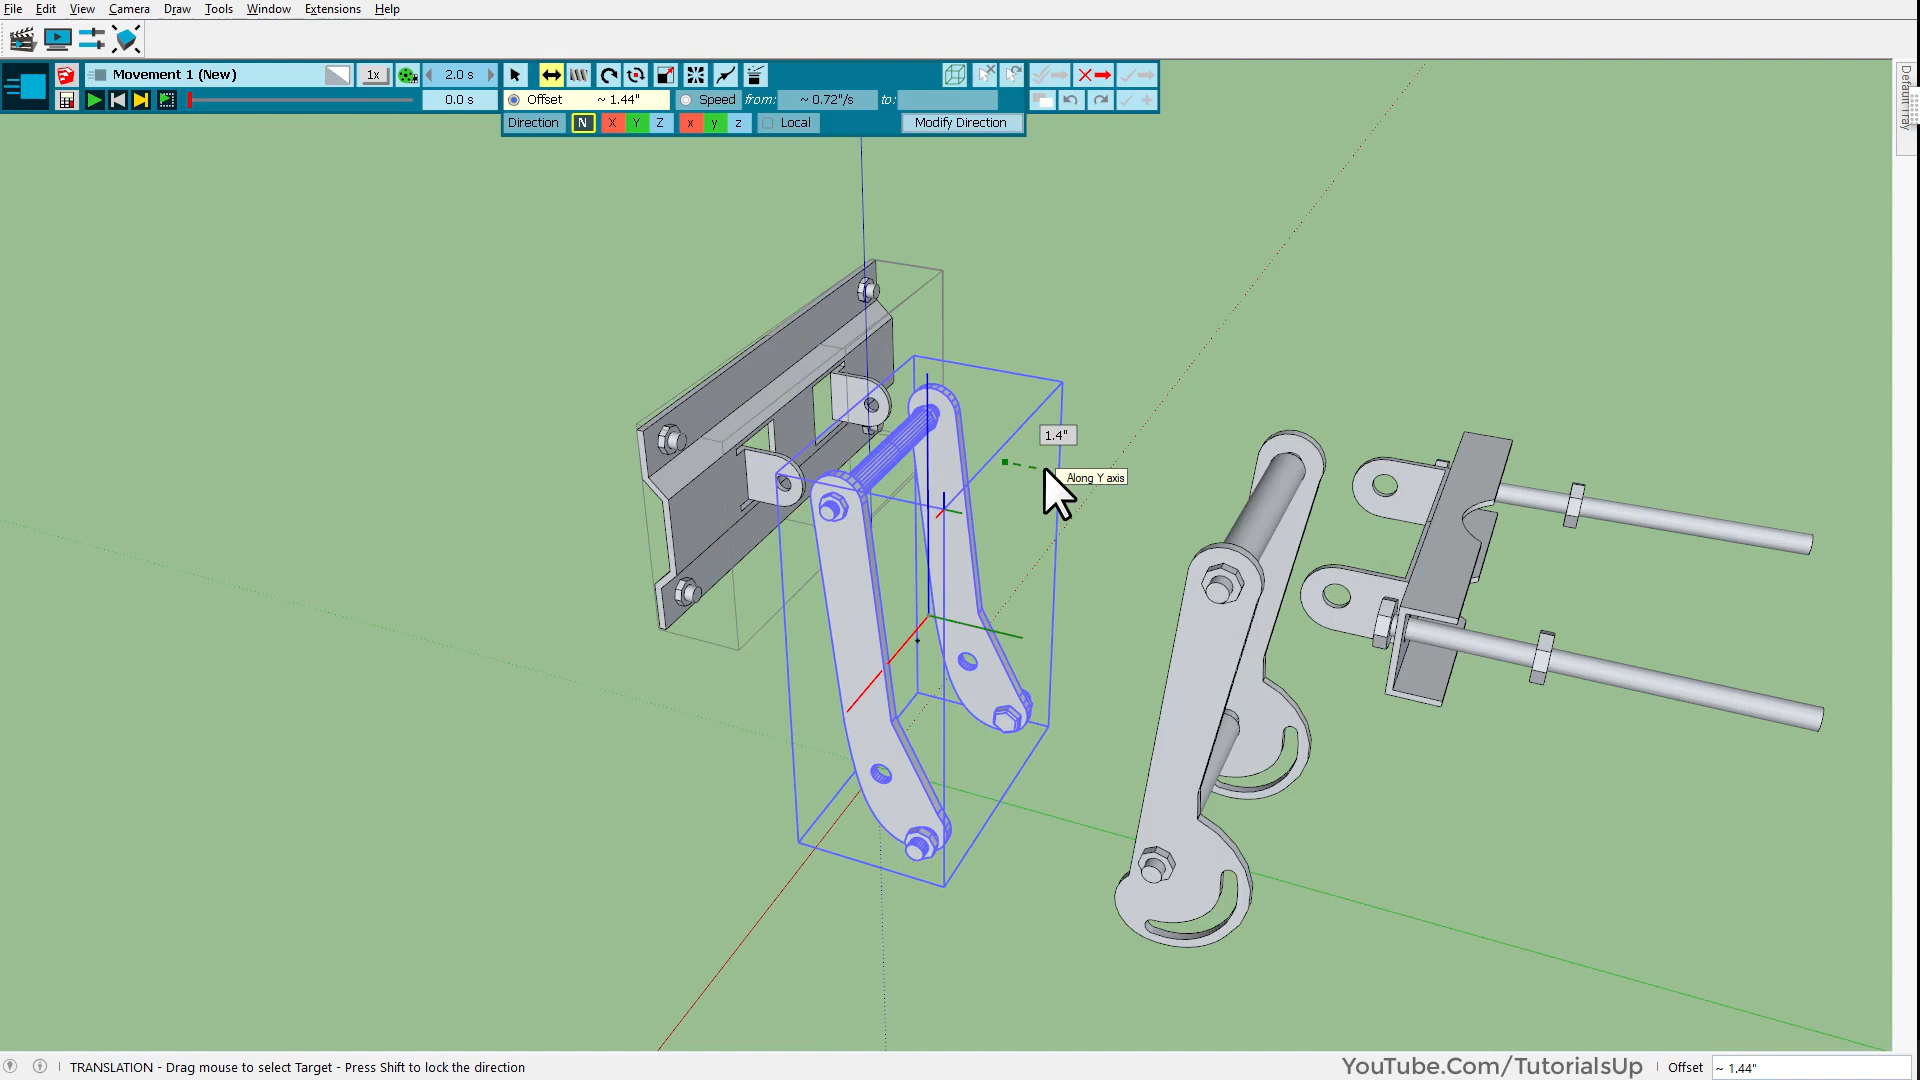 File Edit View Camera Draw Tools Window Extensions Help
Movement 1 (New) 1x 2.0 s
0.0 s Offset ~ 1.44" Speed from: ~ 0.72"/s to:
Direction N X Y Z x y z Local Modify Direction
Default Tray
1.4"
Along Y axis
TRANSLATION - Drag mouse to select Target - Press Shift to lock the direction YouTube.Com/TutorialsUp Offset ~ 1.44"